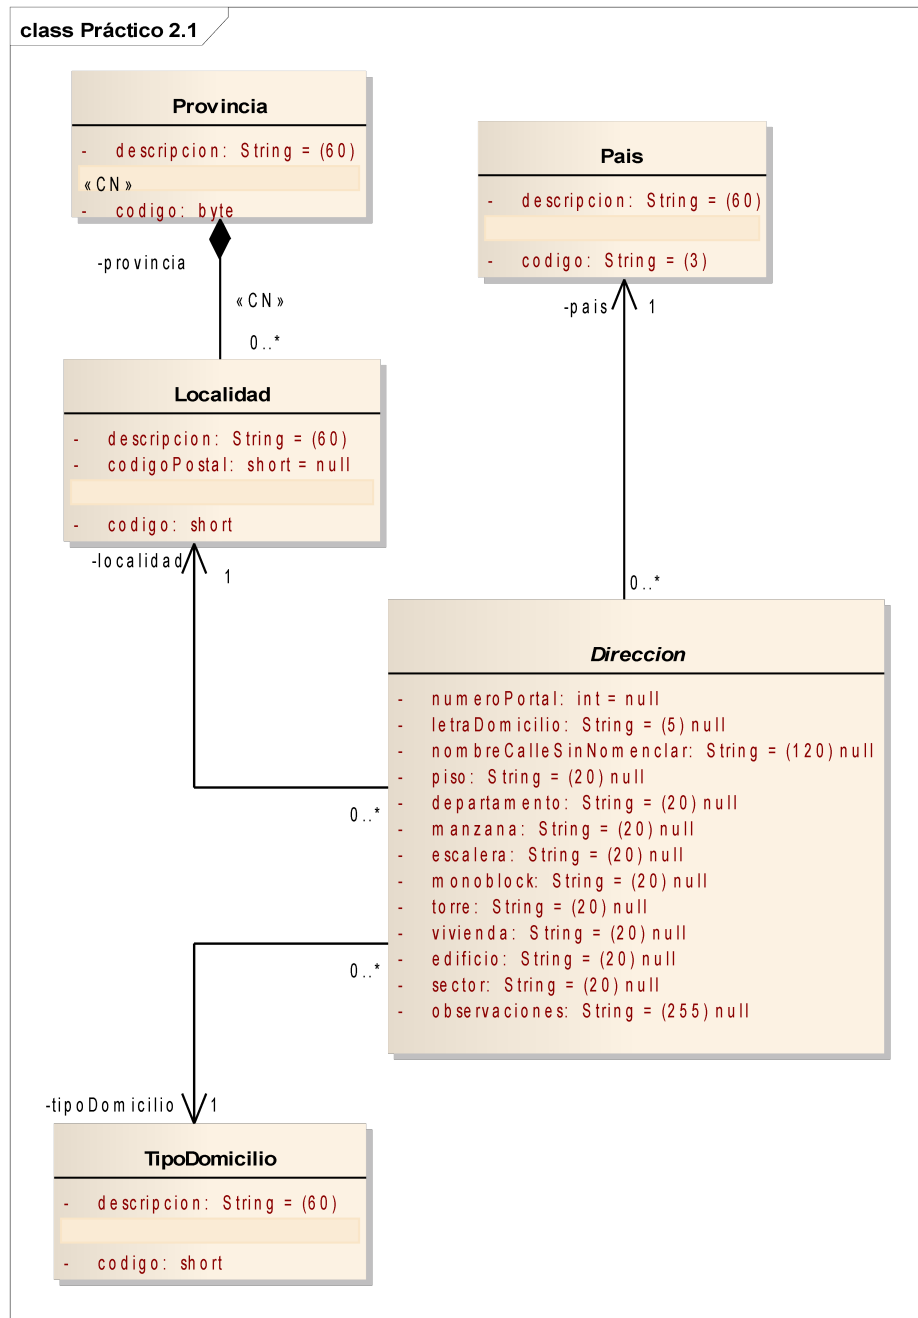 class Práctico 2.1
Provincia
- descripcion: String = (60)
«CN»
- codigo: byte
-provincia
«CN»
0..*
Pais
- descripcion: String = (60)
- codigo: String = (3)
-pais
1
0..*
Localidad
- descripcion: String = (60)
- codigoPostal: short = null
- codigo: short
-localidad
1
0..*
Direccion
- numeroPortal: int = null
- letraDomicilio: String = (5)null
- nombreCalleSinNomenclar: String = (120)null
- piso: String = (20)null
- departamento: String = (20)null
- manzana: String = (20)null
- escalera: String = (20)null
- monoblock: String = (20)null
- torre: String = (20)null
- vivienda: String = (20)null
- edificio: String = (20)null
- sector: String = (20)null
- observaciones: String = (255)null
0..*
-tipoDomicilio
1
TipoDomicilio
- descripcion: String = (60)
- codigo: short